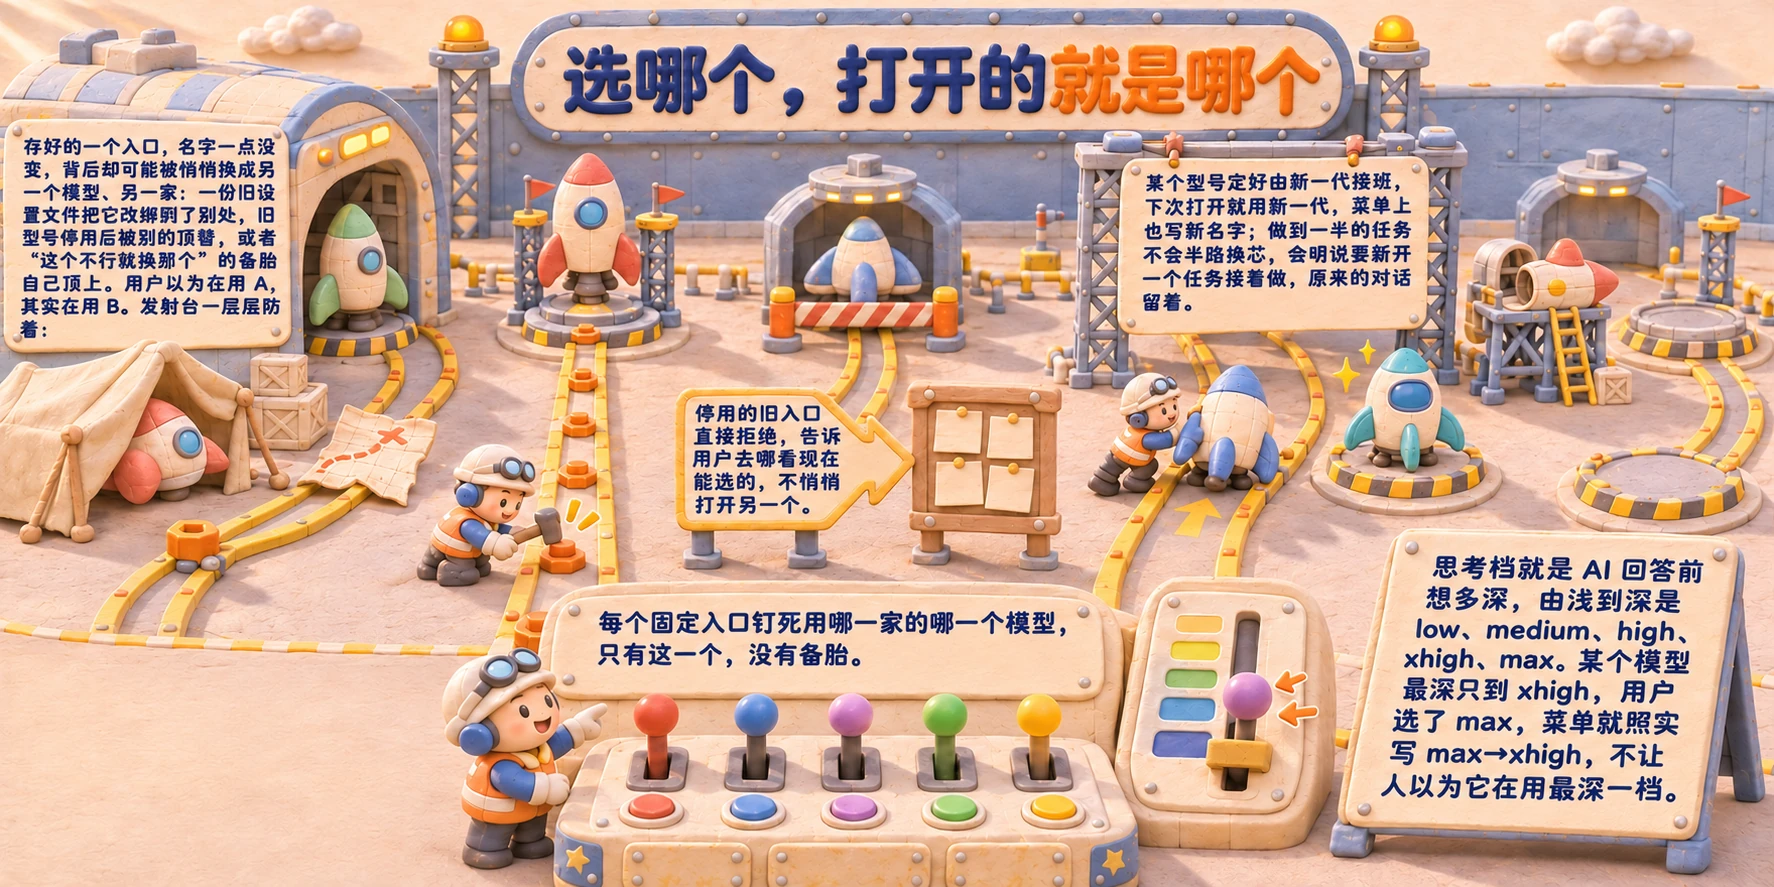 选哪个，打开的就是哪个
存好的一个入口，名字一点没
变，背后却可能被悄悄换成另
一个模型、另一家：一份旧设
置文件把它改绑到了别处，旧
型号停用后被别的顶替，或者
“这个不行就换那个”的备胎
自己顶上。用户以为在用 A，
其实在用 B。发射台一层层防
着：
某个型号定好由新一代接班，
下次打开就用新一代，菜单上
也写新名字；做到一半的任务
不会半路换芯，会明说要新开
一个任务接着做，原来的对话
留着。
停用的旧入口
直接拒绝，告诉
用户去哪看现在
能选的，不悄悄
打开另一个。
每个固定入口钉死用哪一家的哪一个模型，
只有这一个，没有备胎。
思考档就是 AI 回答前
想多深，由浅到深是
low、medium、high、
xhigh、max。某个模型
最深只到 xhigh，用户
选了 max，菜单就照实
写 max→xhigh，不让
人以为它在用最深一档。